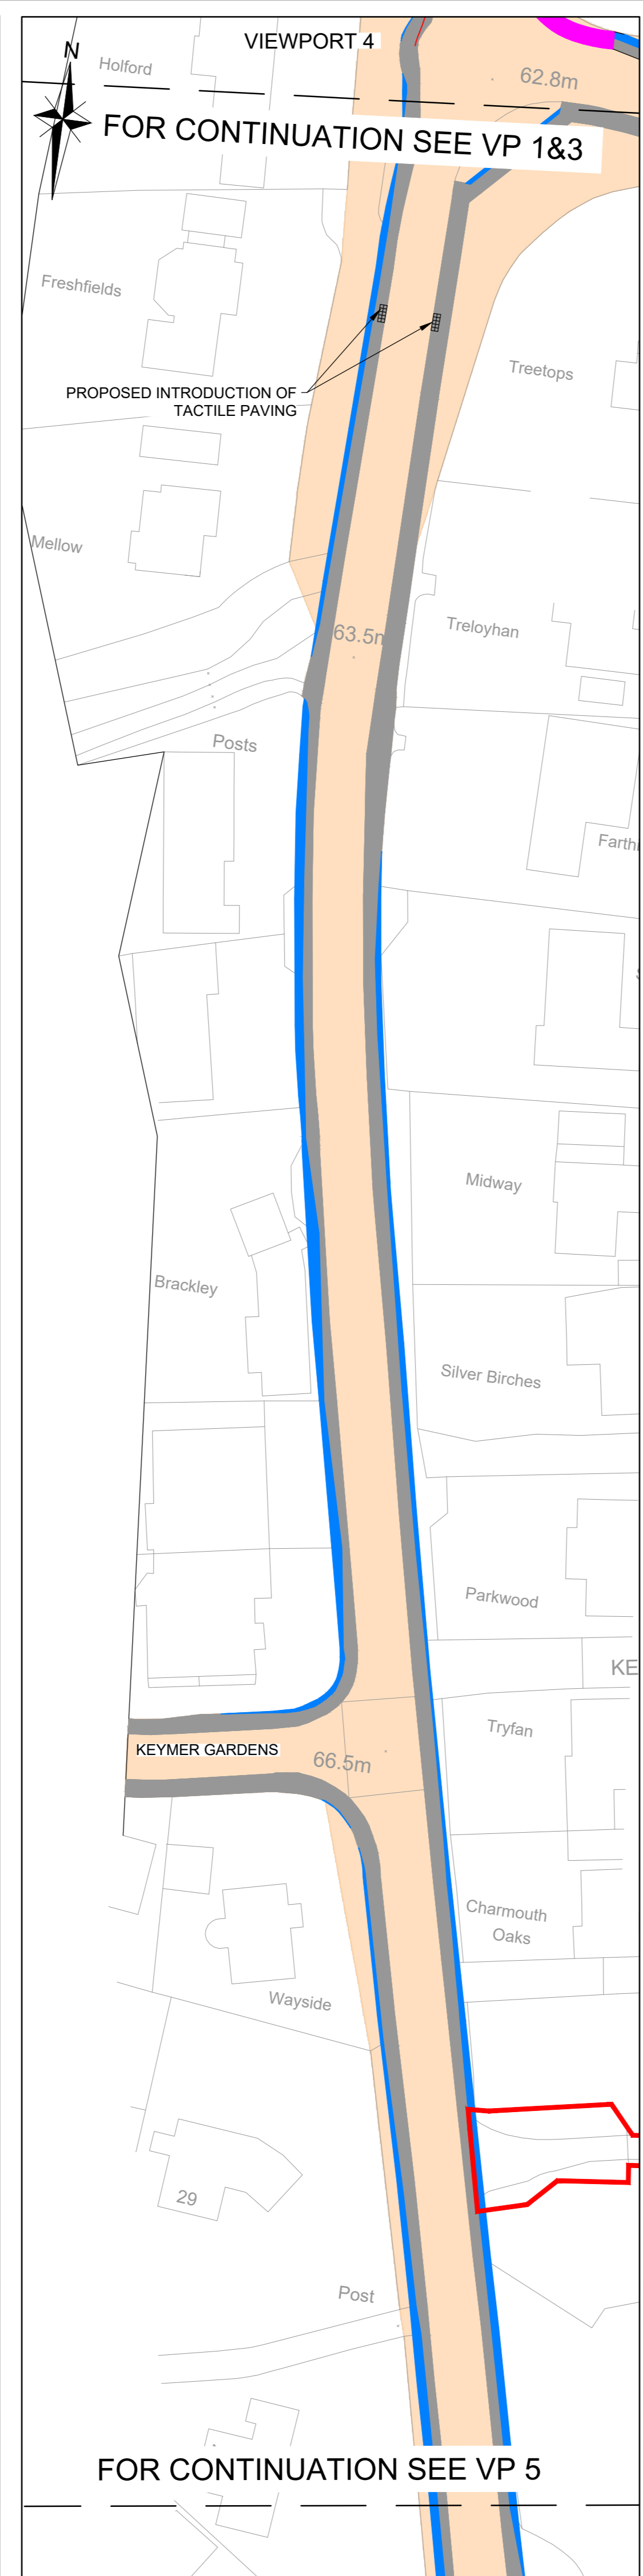 VIEWPORT 4
N
Holford
62.8m
FOR CONTINUATION SEE VP 1&3
Freshfields
Treetops
PROPOSED INTRODUCTION OF
TACTILE PAVING
Mellow
63.5m
Treloyhan
Posts
Farth
Midway
Brackley
Silver Birches
Parkwood
KE
Tryfan
KEYMER GARDENS
66.5m
Charmouth
Oaks
Wayside
29
Post
FOR CONTINUATION SEE VP 5